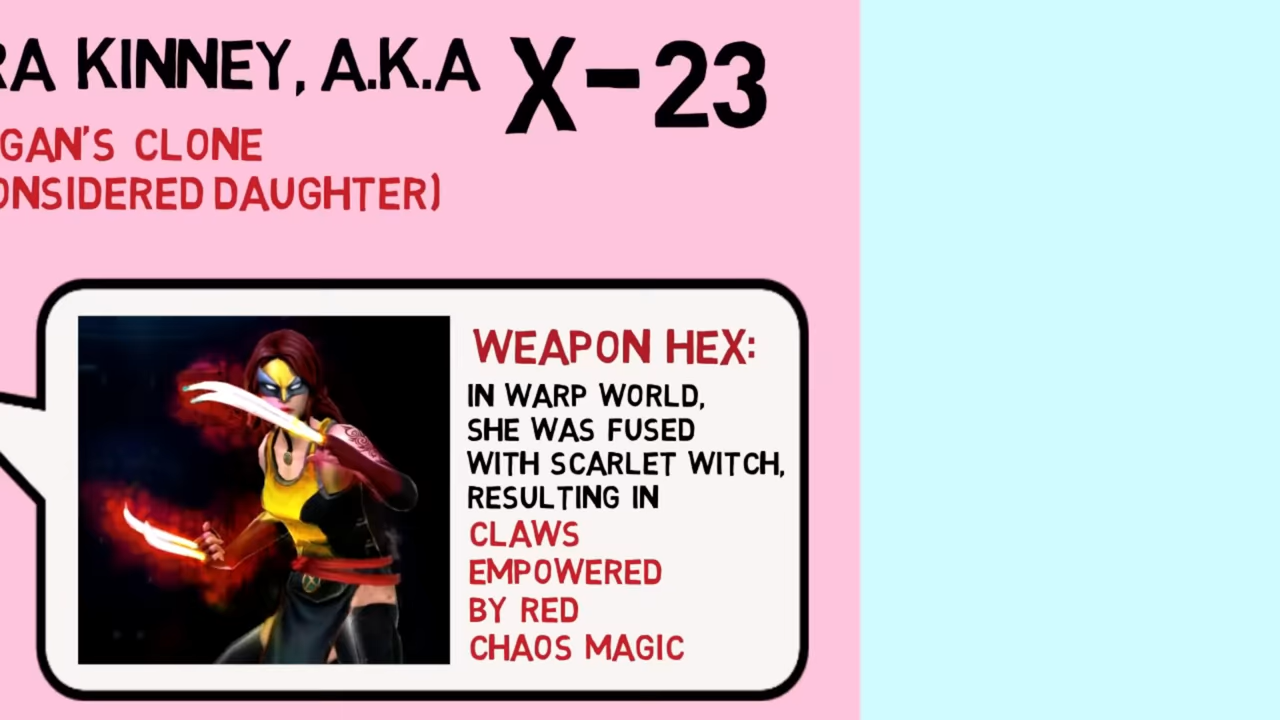 RA KINNEY, A.K.A X-23
GAN'S CLONE
ONSIDERED DAUGHTER)
WEAPON HEX:
IN WARP WORLD,
SHE WAS FUSED
WITH SCARLET WITCH,
RESULTING IN
CLAWS
EMPOWERED
BY RED
CHAOS MAGIC